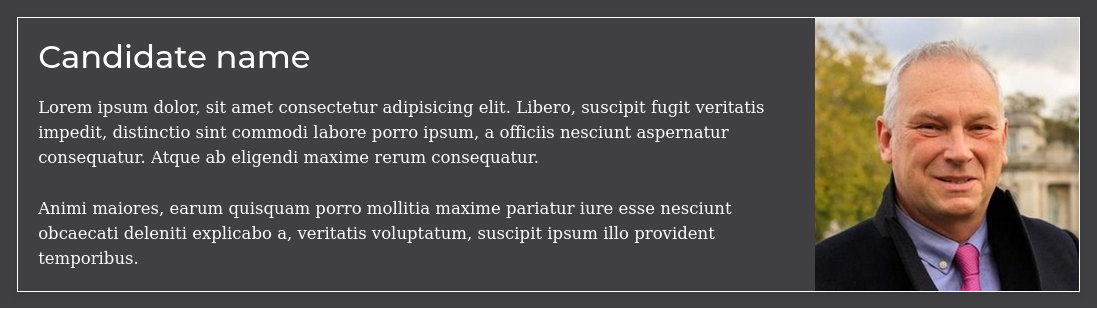 Candidate name
Lorem ipsum dolor, sit amet consectetur adipisicing elit. Libero, suscipit fugit veritatis
impedit, distinctio sint commodi labore porro ipsum, a officiis nesciunt aspernatur
consequatur. Atque ab eligendi maxime rerum consequatur.
Animi maiores, earum quisquam porro mollitia maxime pariatur iure esse nesciunt
obcaecati deleniti explicabo a, veritatis voluptatum, suscipit ipsum illo provident
temporibus.